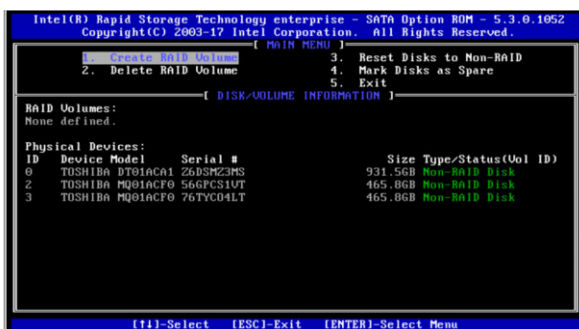 Intel(R) Rapid Storage Technology enterprise - SATA Option ROM - 5.3.0.1052
Copyright(C) 2003-17 Intel Corporation. All Rights Reserved.
[ MAIN MENU ]
1. Create RAID Volume 3. Reset Disks to Non-RAID
2. Delete RAID Volume 4. Mark Disks as Spare
5. Exit
[ DISK/VOLUME INFORMATION ]
RAID Volumes:
None defined.
Physical Devices:
ID Device Model Serial # Size Type/Status(Vol ID)
0 TOSHIBA DT01ACA1 Z6DSMZ3MS 931.5GB Non-RAID Disk
2 TOSHIBA MQ01ACF0 56GPCS1VT 465.8GB Non-RAID Disk
3 TOSHIBA MQ01ACF0 76TYCO4LT 465.8GB Non-RAID Disk
[↑↓]-Select [ESC]-Exit [ENTER]-Select Menu